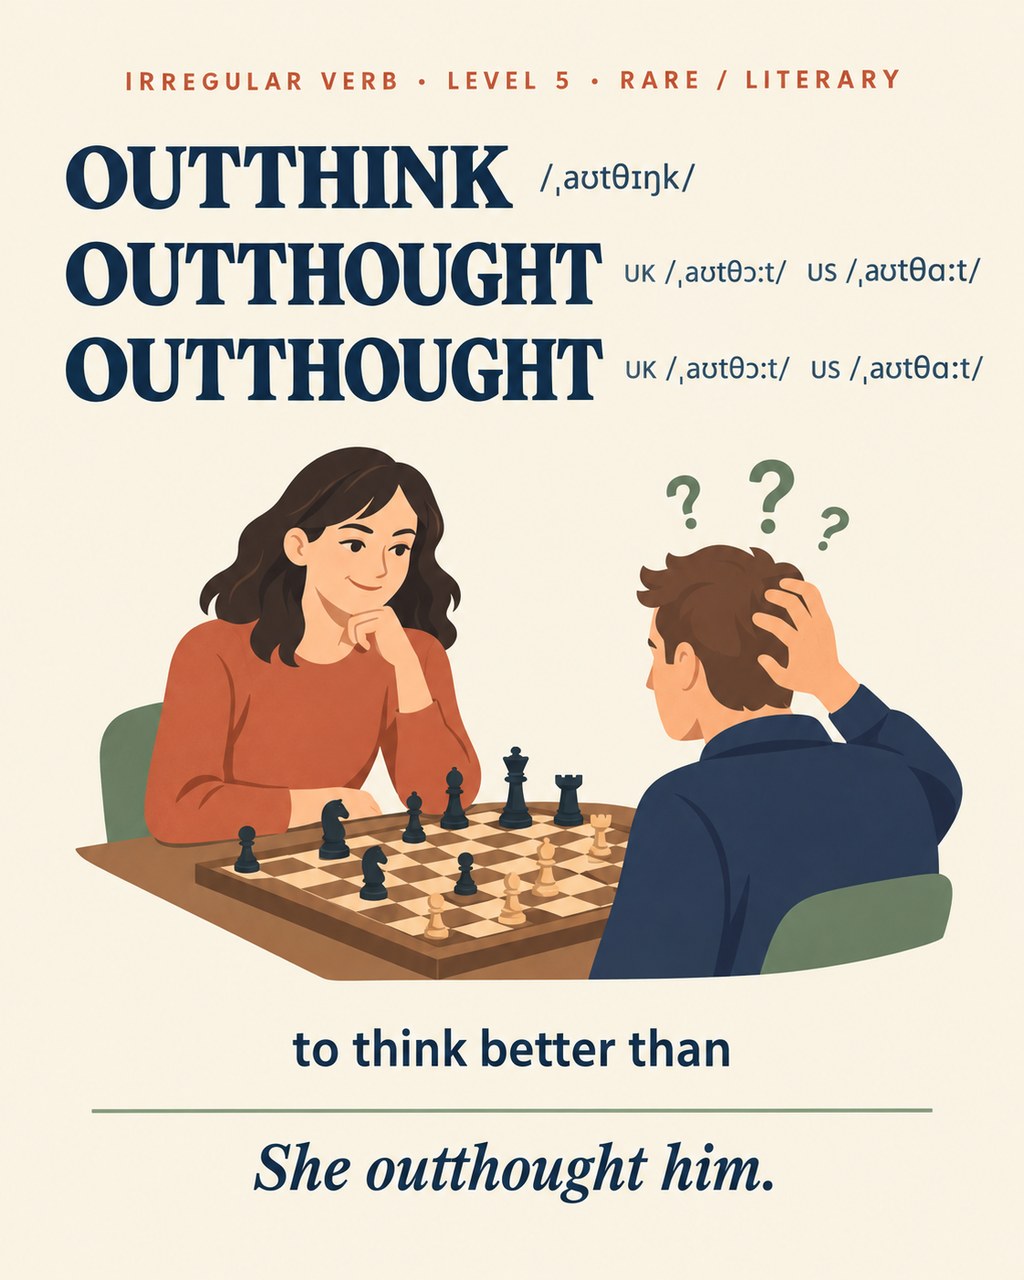 IRREGULAR VERB • LEVEL 5 • RARE / LITERARY
OUTTHINK /ˌaʊtθɪŋk/
OUTTHOUGHT UK /ˌaʊtθɔːt/ US /ˌaʊtθɑːt/
OUTTHOUGHT UK /ˌaʊtθɔːt/ US /ˌaʊtθɑːt/
? ? ?
to think better than
She outthought him.